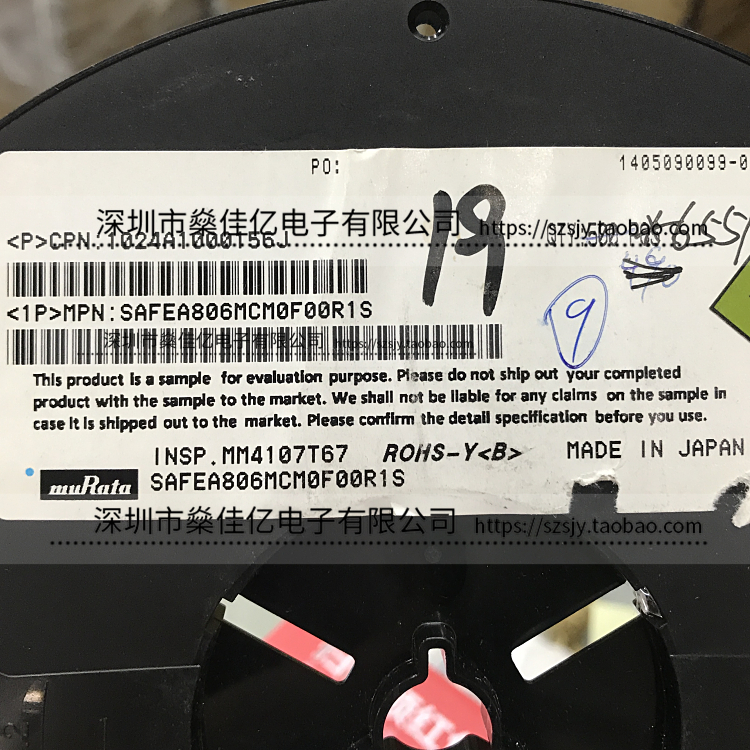 PO: 1405090099-0
19
深圳市燊佳亿电子有限公司 https://szsjy.taobao.com
<P>CPN:1024A1000T56J
<1P>MPN:SAFEA806MCM0F00R1S
9
深圳市燊佳亿电子有限公司 https://szsjy.taobao.com
This product is a sample for evaluation purpose. Please do not ship out your completed
product with the sample to the market. We shall not be liable for any claims on the sample in
case it is shipped out to the market. Please confirm the detail specification before you use.
INSP.MM4107T67 ROHS-Y<B> MADE IN JAPAN
muRata SAFEA806MCM0F00R1S
深圳市燊佳亿电子有限公司 https://szsjy.taobao.com